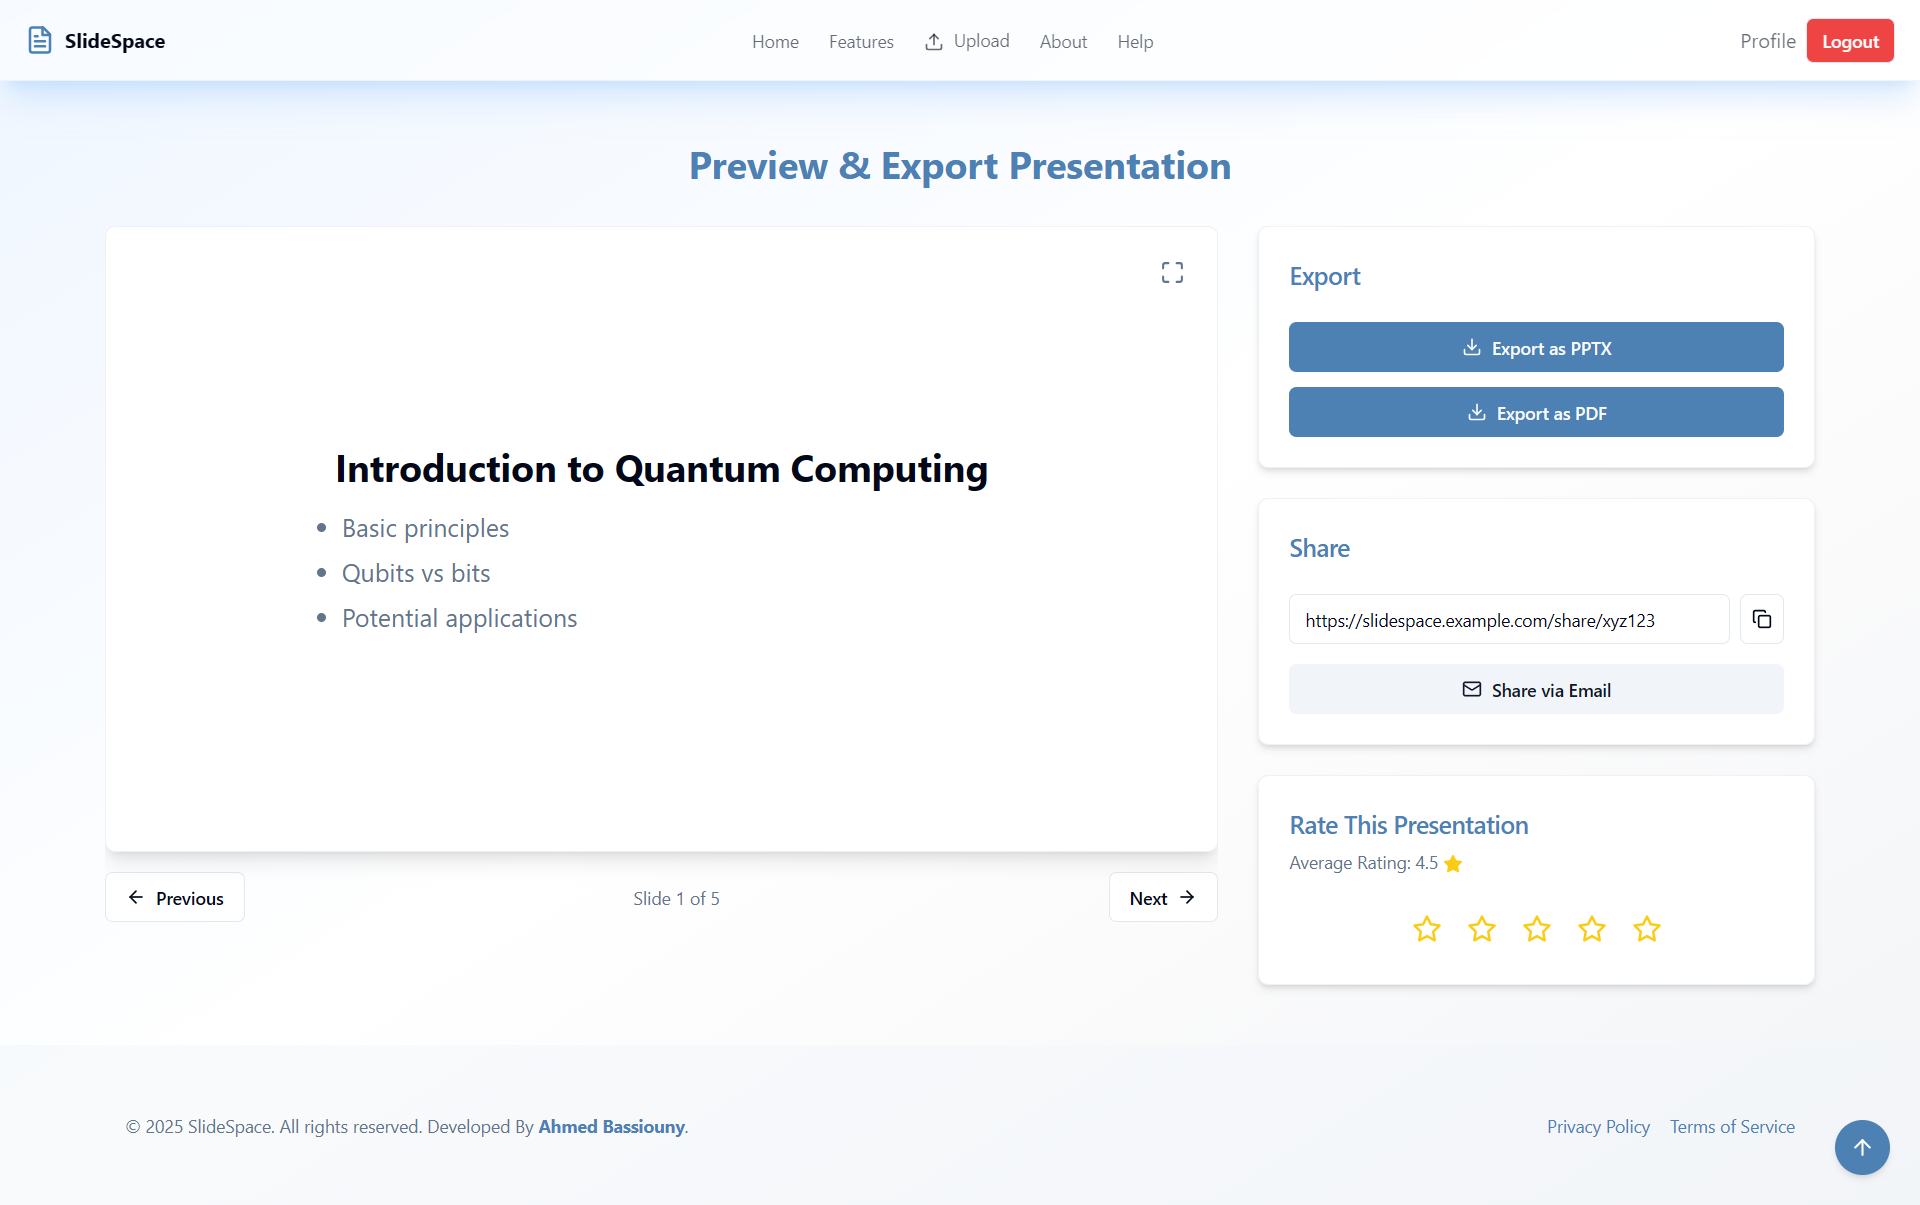 SlideSpace
Home Features Upload About Help
Profile Logout
Preview & Export Presentation
Introduction to Quantum Computing
• Basic principles
• Qubits vs bits
• Potential applications
Previous
Slide 1 of 5
Next
Export
Export as PPTX
Export as PDF
Share
https://slidespace.example.com/share/xyz123
Share via Email
Rate This Presentation
Average Rating: 4.5
© 2025 SlideSpace. All rights reserved. Developed By Ahmed Bassiouny.
Privacy Policy Terms of Service